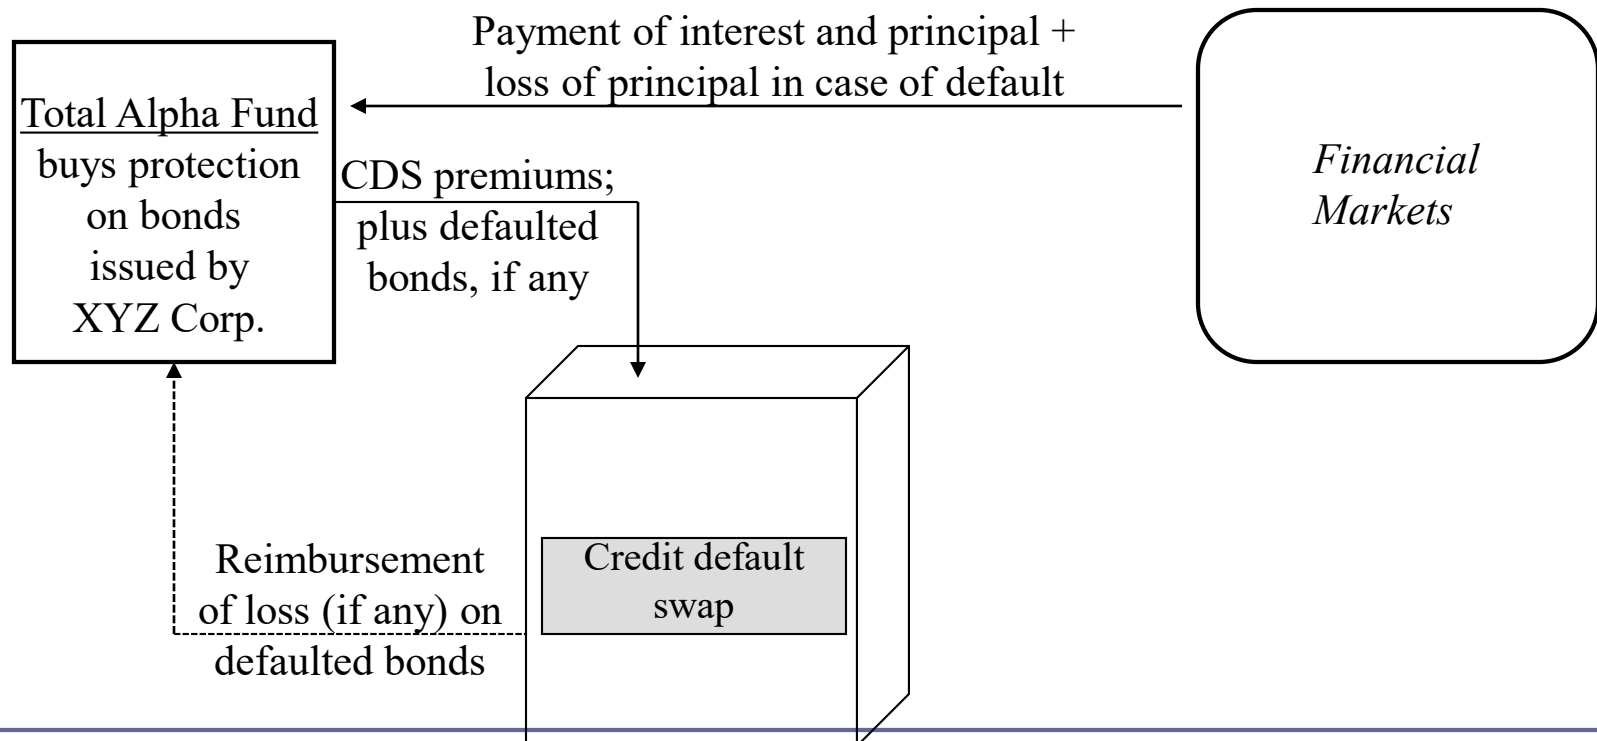 Payment of interest and principal +
loss of principal in case of default
Total Alpha Fund
buys protection
on bonds
issued by
XYZ Corp.
CDS premiums;
plus defaulted
bonds, if any
Financial
Markets
Reimbursement
of loss (if any) on
defaulted bonds
Credit default
swap